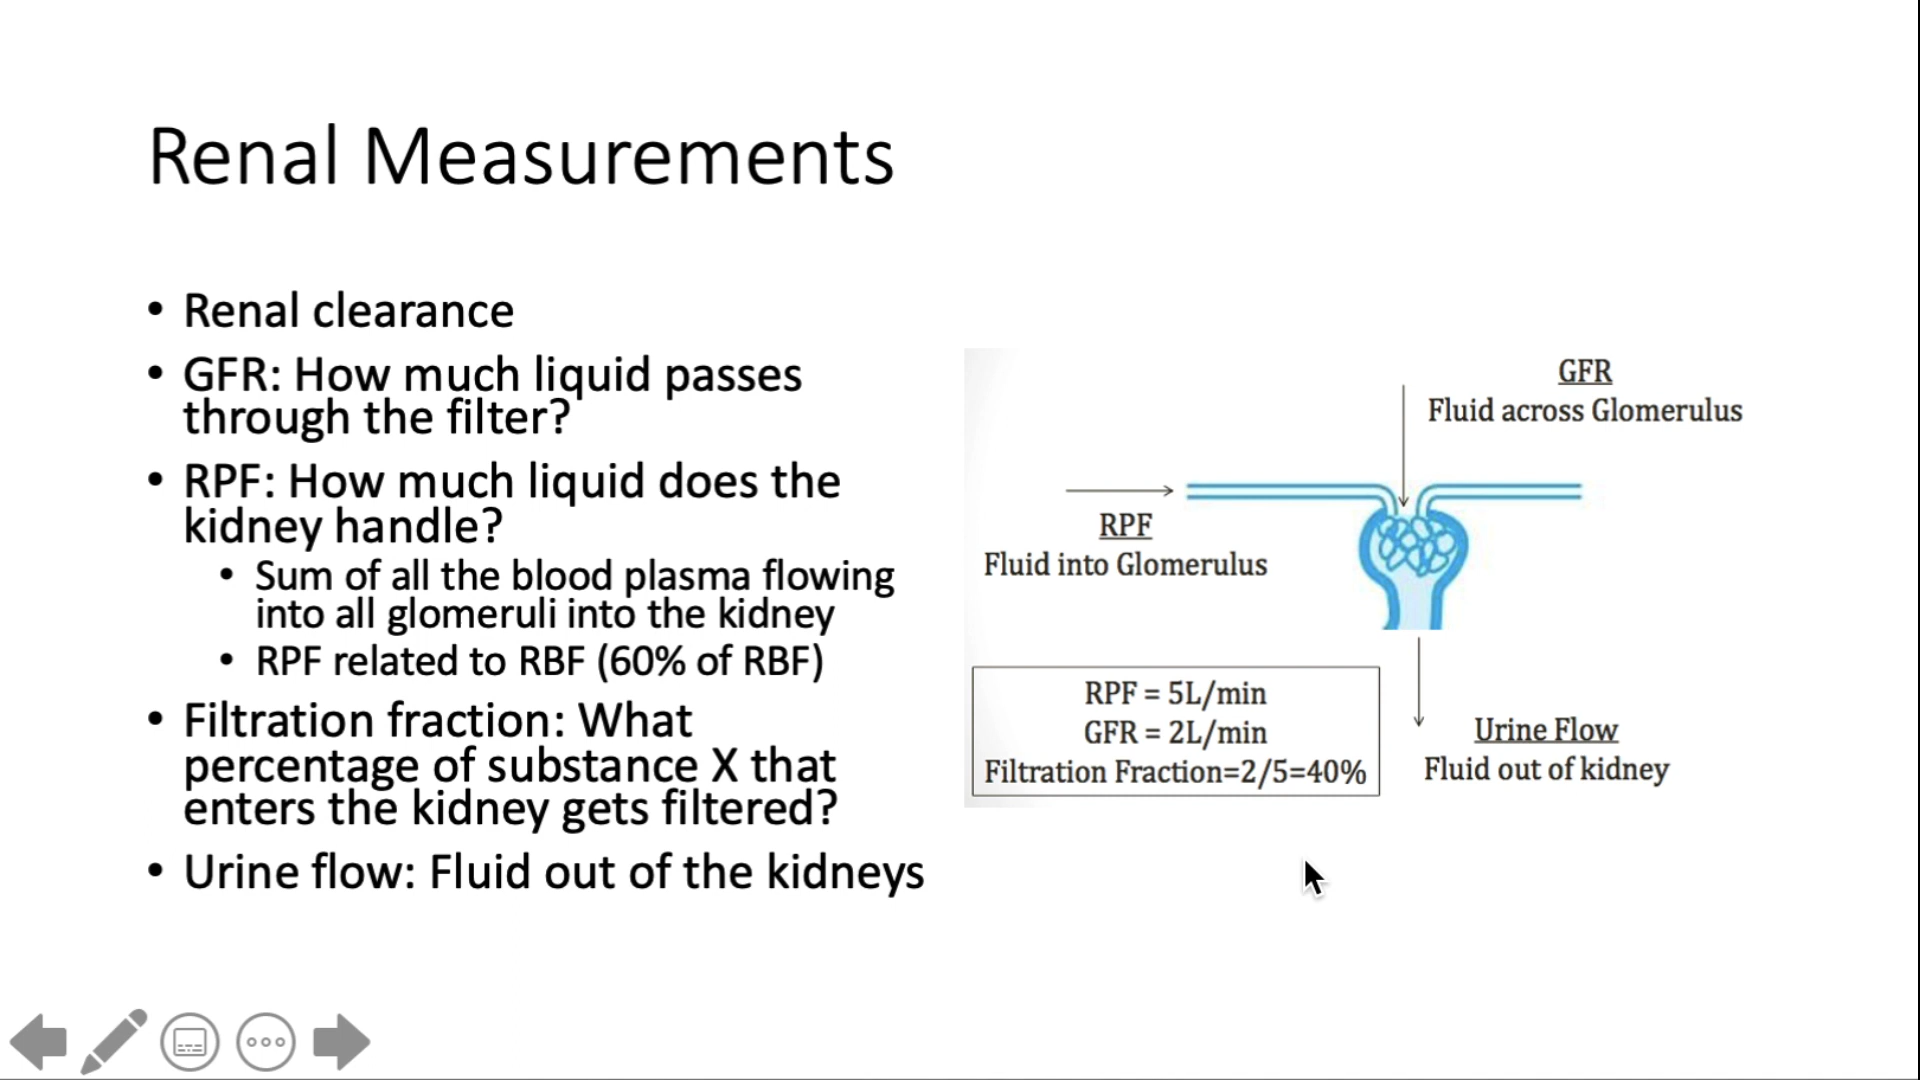 Renal Measurements
• Renal clearance
• GFR: How much liquid passes
through the filter?
• RPF: How much liquid does the
kidney handle?
• Sum of all the blood plasma flowing
into all glomeruli into the kidney
• RPF related to RBF (60% of RBF)
• Filtration fraction: What
percentage of substance X that
enters the kidney gets filtered?
• Urine flow: Fluid out of the kidneys
GFR
Fluid across Glomerulus
RPF
Fluid into Glomerulus
RPF = 5L/min
GFR = 2L/min
Filtration Fraction=2/5=40%
Urine Flow
Fluid out of kidney